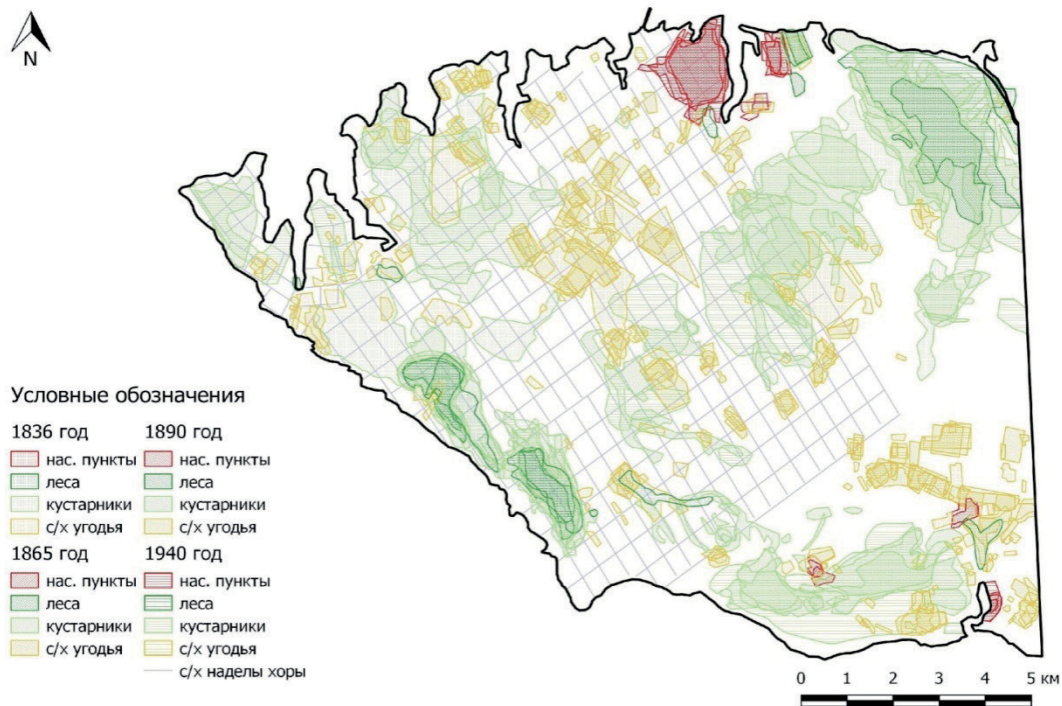 N
Условные обозначения
1836 год 1890 год
нас. пункты нас. пункты
леса леса
кустарники кустарники
с/х угодья с/х угодья
1865 год 1940 год
нас. пункты нас. пункты
леса леса
кустарники кустарники
с/х угодья с/х угодья
с/х наделы хоры
0 1 2 3 4 5 км